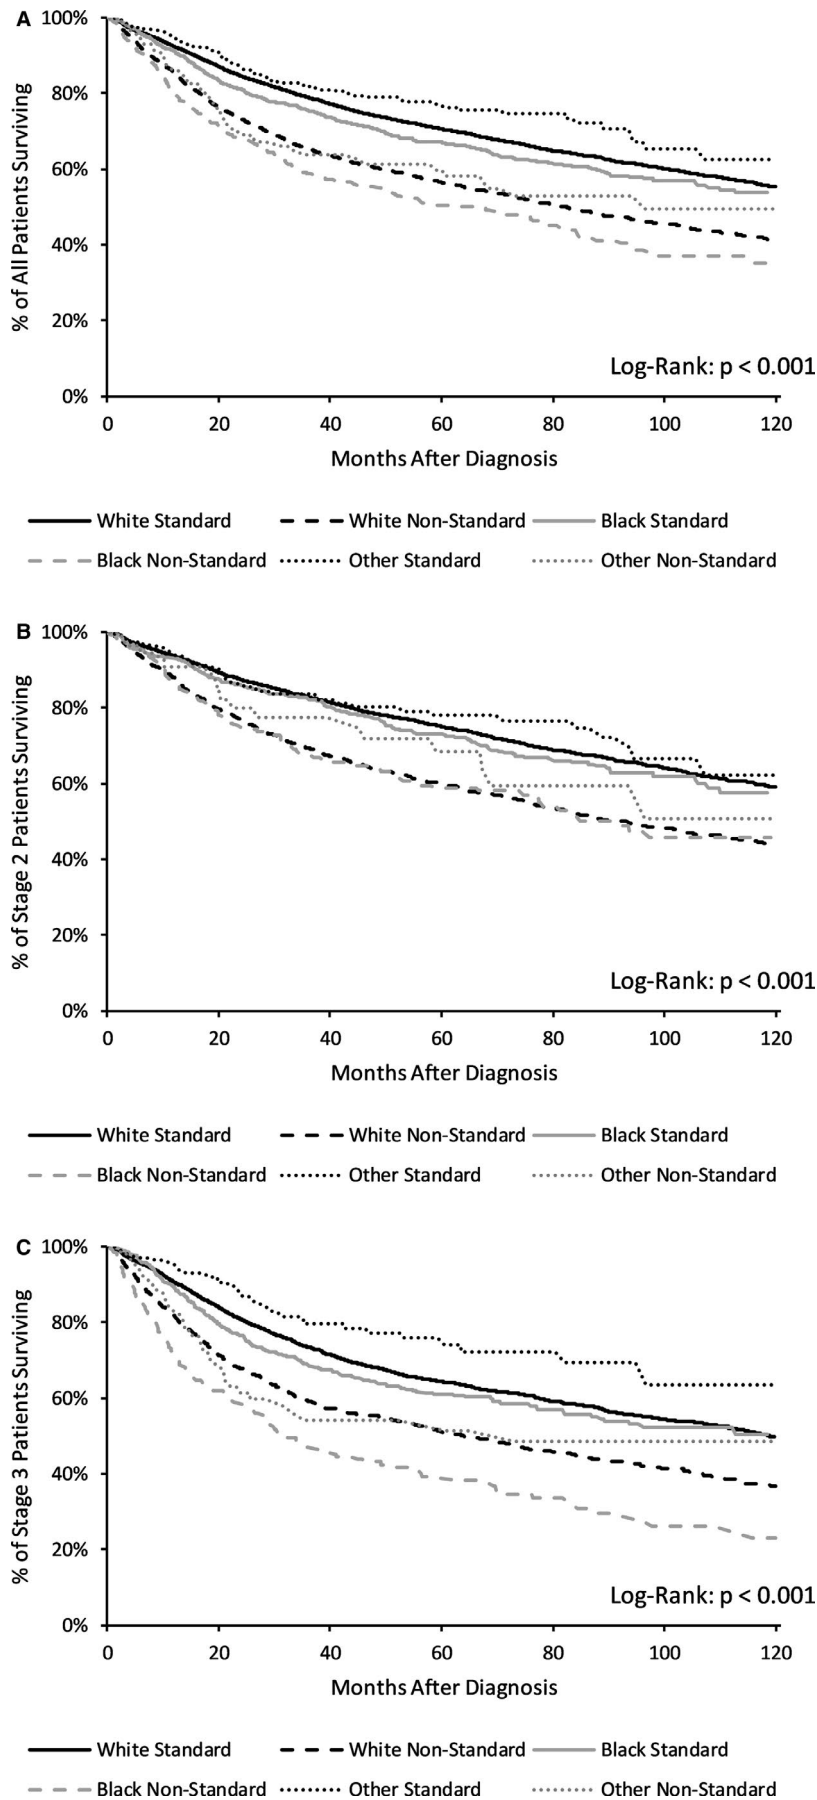 A
% of All Patients Surviving
100%
80%
60%
40%
20%
0%
Log-Rank: p < 0.001
0 20 40 60 80 100 120
Months After Diagnosis
White Standard White Non-Standard Black Standard
Black Non-Standard Other Standard Other Non-Standard
B
% of Stage 2 Patients Surviving
100%
80%
60%
40%
20%
0%
Log-Rank: p < 0.001
0 20 40 60 80 100 120
Months After Diagnosis
White Standard White Non-Standard Black Standard
Black Non-Standard Other Standard Other Non-Standard
C
% of Stage 3 Patients Surviving
100%
80%
60%
40%
20%
0%
Log-Rank: p < 0.001
0 20 40 60 80 100 120
Months After Diagnosis
White Standard White Non-Standard Black Standard
Black Non-Standard Other Standard Other Non-Standard